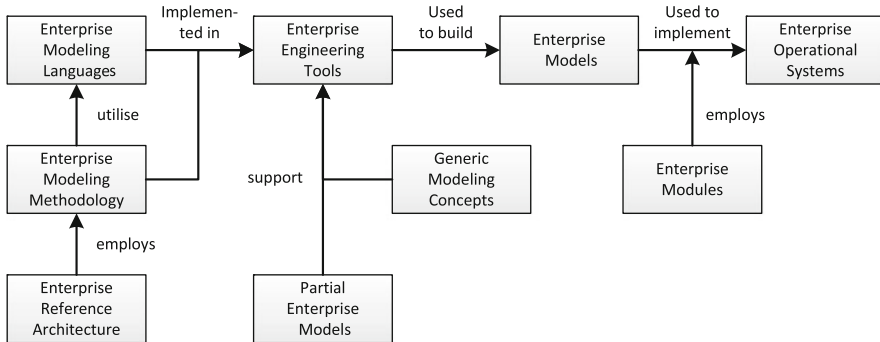 Enterprise
Modeling
Languages
Implemen-
ted in
Enterprise
Engineering
Tools
Used
to build
Enterprise
Models
Used to
implement
Enterprise
Operational
Systems
utilise
employs
Enterprise
Modeling
Methodology
support
Generic
Modeling
Concepts
Enterprise
Modules
employs
Enterprise
Reference
Architecture
Partial
Enterprise
Models